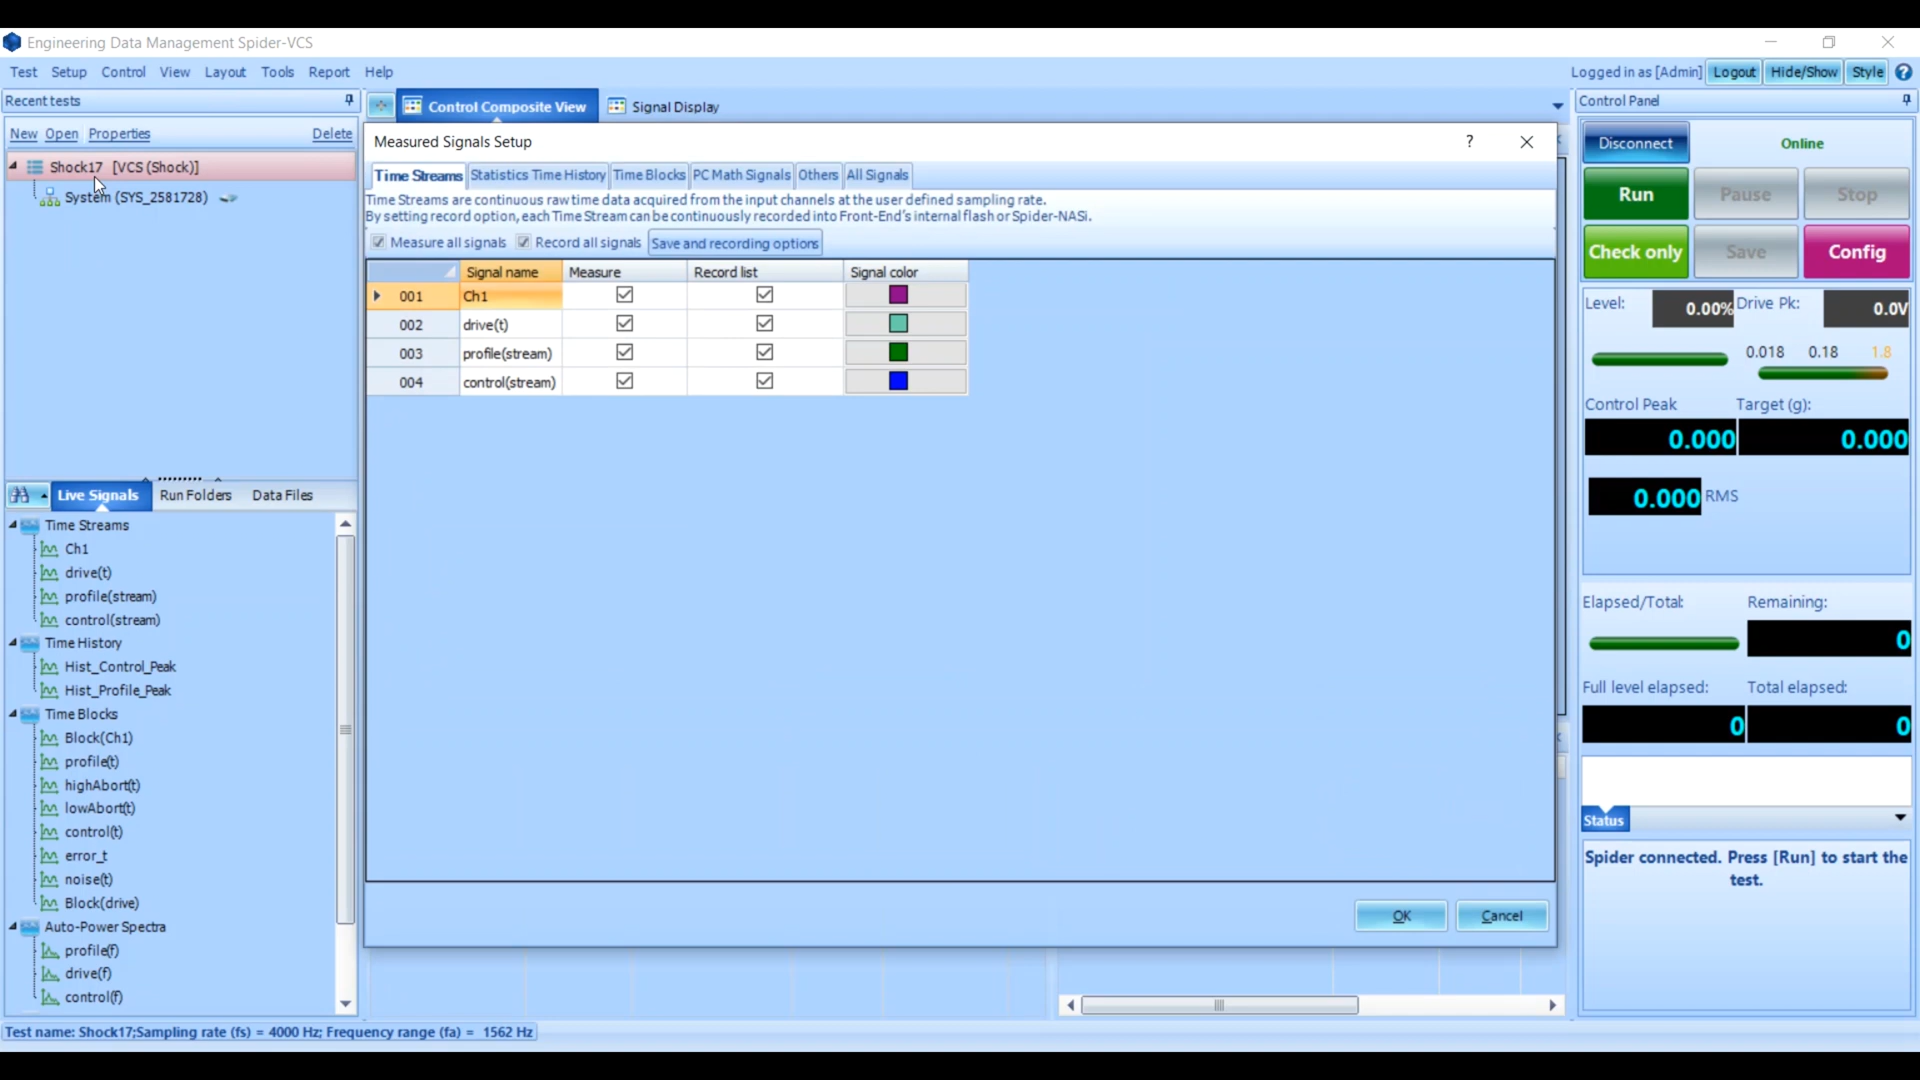 Engineering Data Management Spider-VCS
Test Setup Control View Layout Tools Report Help
Logged in as [Admin] Logout Hide/Show Style ?
Recent tests
New Open Properties Delete
Shock17 [VCS (Shock)]
System (SYS_2581728)
Control Composite View Signal Display
Measured Signals Setup ?
Time Streams Statistics Time History Time Blocks PC Math Signals Others All Signals
Time Streams are continuous raw time data acquired from the input channels at the user defined sampling rate.
By setting record option, each Time Stream can be continuously recorded into Front-End's internal flash or Spider-NASi.
Measure all signals Record all signals Save and recording options
Signal name Measure Record list Signal color
001 Ch1
002 drive(t)
003 profile(stream)
004 control(stream)
OK Cancel
Live Signals Run Folders Data Files
Time Streams
Ch1
drive(t)
profile(stream)
control(stream)
Time History
Hist_Control_Peak
Hist_Profile_Peak
Time Blocks
Block(Ch1)
profile(t)
highAbort(t)
lowAbort(t)
control(t)
error_t
noise(t)
Block(drive)
Auto-Power Spectra
profile(f)
drive(f)
control(f)
Control Panel
Disconnect Online
Run Pause Stop
Check only Save Config
Level: 0.00% Drive Pk: 0.0V
0.018 0.18 1.8
Control Peak Target (g):
0.000 0.000
0.000 RMS
Elapsed/Total: Remaining:
0
Full level elapsed: Total elapsed:
0 0
Status
Spider connected. Press [Run] to start the
test.
Test name: Shock17;Sampling rate (fs) = 4000 Hz; Frequency range (fa) = 1562 Hz